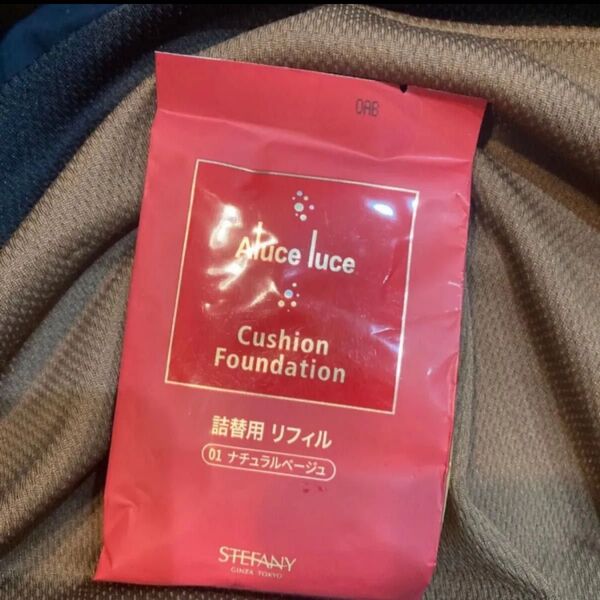 OAB
Aluce luce
Cushion
Foundation
詰替用 リフィル
01 ナチュラルベージュ
STEFANY
GINZA TOKYO